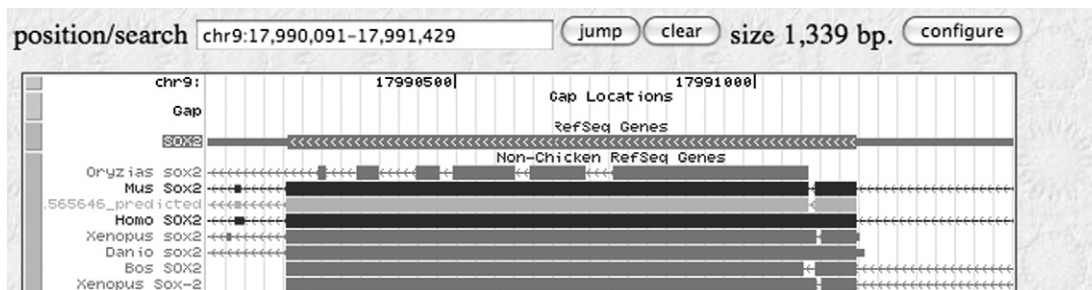 position/search chr9:17,990,091-17,991,429 jump clear size 1,339 bp. configure
chr9: 17990500| 17991000|
Gap Locations
Gap
RefSeq Genes
SOX2
Non-Chicken RefSeq Genes
Oryzias sox2
Mus Sox2
.565646_predicted
Homo SOX2
Xenopus sox2
Danio sox2
Bos SOX2
Xenopus Sox-2